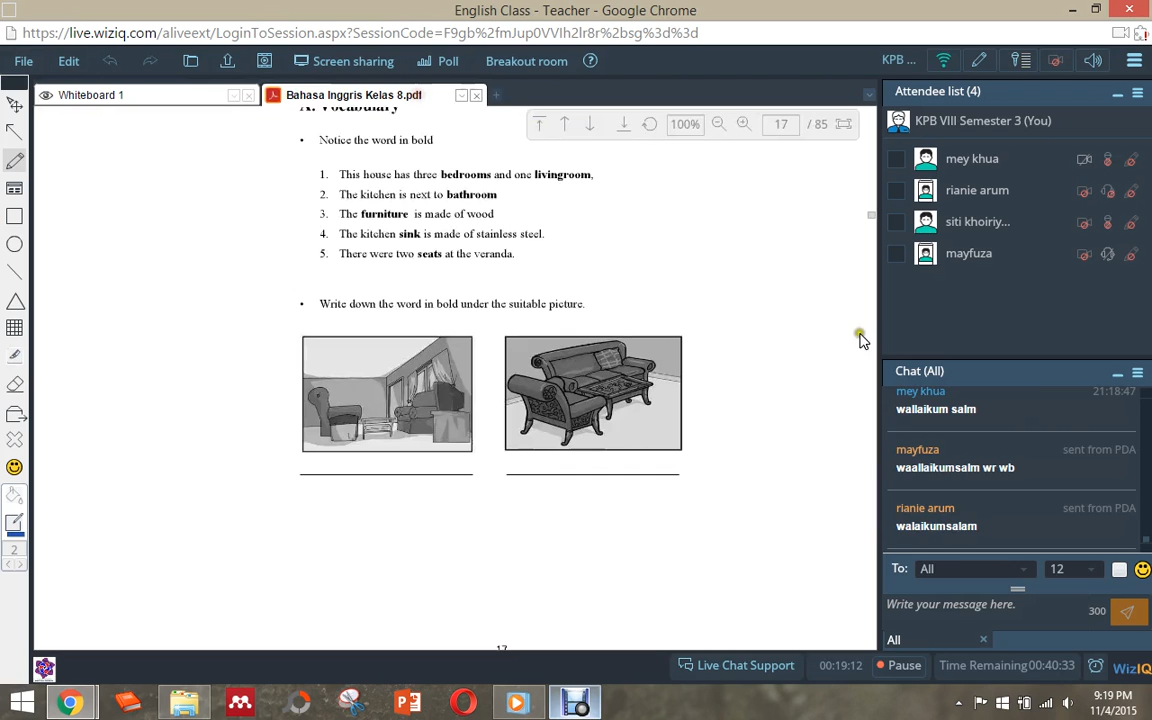 English Class - Teacher - Google Chrome
https://live.wiziq.com/aliveext/LoginToSession.aspx?SessionCode=F9gb%2fmJup0VVIh2lr8r%2bsg%3d%3d
File Edit Screen sharing Poll Breakout room KPB ...
Whiteboard 1
Bahasa Inggris Kelas 8.pdf
100%
17 / 85
A. Vocabulary
• Notice the word in bold
1. This house has three bedrooms and one livingroom,
2. The kitchen is next to bathroom
3. The furniture is made of wood
4. The kitchen sink is made of stainless steel.
5. There were two seats at the veranda.
• Write down the word in bold under the suitable picture.
17
2
Attendee list (4)
KPB VIII Semester 3 (You)
mey khua
rianie arum
siti khoiriy...
mayfuza
Chat (All)
mey khua 21:18:47
wallaikum salm
mayfuza sent from PDA
waallaikumsalm wr wb
rianie arum sent from PDA
walaikumsalam
To: All 12
Write your message here. 300
All
Live Chat Support 00:19:12 Pause Time Remaining 00:40:33 WizIQ
9:19 PM
11/4/2015